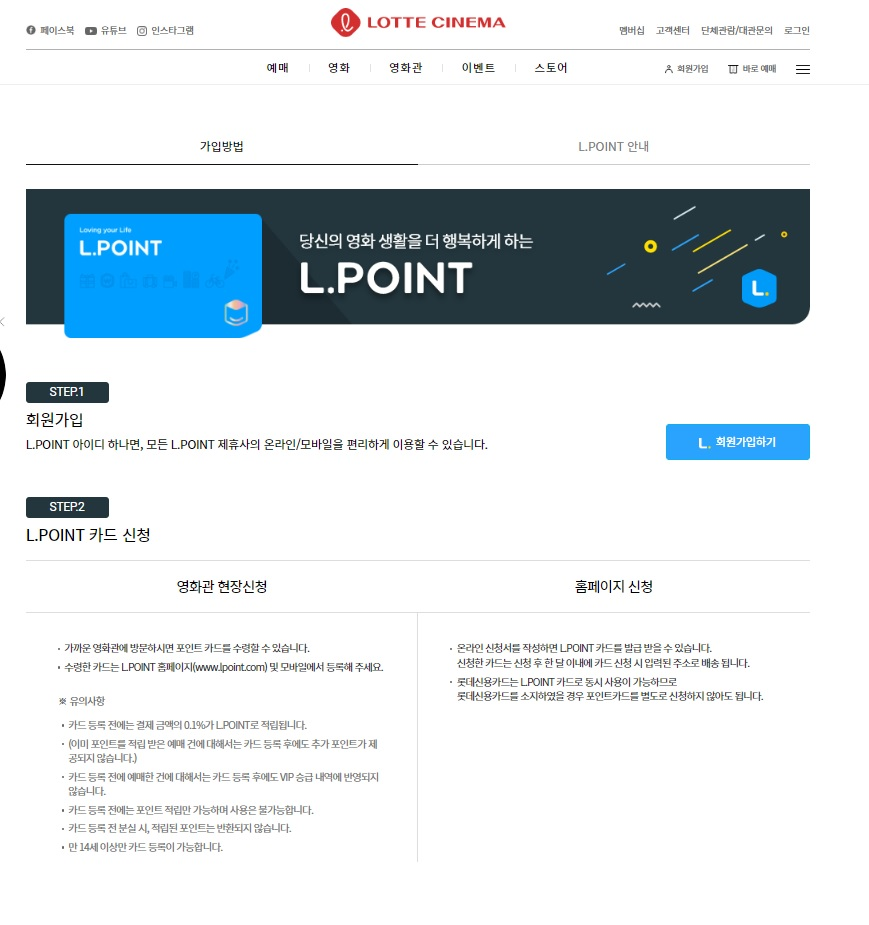 페이스북 유튜브 인스타그램
LOTTE CINEMA
멤버십 고객센터 단체관람/대관문의 로그인
예매 영화 영화관 이벤트 스토어
회원가입 바로 예매
가입방법
L.POINT 안내
Loving your Life
L.POINT
당신의 영화 생활을 더 행복하게 하는
L.POINT
L.
STEP.1
회원가입
L.POINT 아이디 하나면, 모든 L.POINT 제휴사의 온라인/모바일을 편리하게 이용할 수 있습니다.
L. 회원가입하기
STEP.2
L.POINT 카드 신청
영화관 현장신청
· 가까운 영화관에 방문하시면 포인트 카드를 수령할 수 있습니다.
· 수령한 카드는 L.POINT 홈페이지(www.lpoint.com) 및 모바일에서 등록해 주세요.
※ 유의사항
· 카드 등록 전에는 결제 금액의 0.1%가 L.POINT로 적립됩니다.
· (이미 포인트를 적립 받은 예매 건에 대해서는 카드 등록 후에도 추가 포인트가 제
공되지 않습니다.)
· 카드 등록 전에 예매한 건에 대해서는 카드 등록 후에도 VIP 승급 내역에 반영되지
않습니다.
· 카드 등록 전에는 포인트 적립만 가능하며 사용은 불가능합니다.
· 카드 등록 전 분실 시, 적립된 포인트는 반환되지 않습니다.
· 만 14세 이상만 카드 등록이 가능합니다.
홈페이지 신청
· 온라인 신청서를 작성하면 L.POINT 카드를 발급 받을 수 있습니다.
신청한 카드는 신청 후 한 달 이내에 카드 신청 시 입력된 주소로 배송 됩니다.
· 롯데신용카드는 L.POINT 카드로 동시 사용이 가능하므로
롯데신용카드를 소지하였을 경우 포인트카드를 별도로 신청하지 않아도 됩니다.